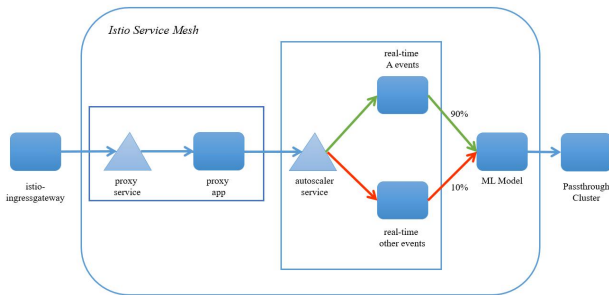 Istio Service Mesh
real-time
A events
90%
istio-
ingressgateway
proxy
service
proxy
app
autoscaler
service
10%
ML Model
Passthrough
Cluster
real-time
other events